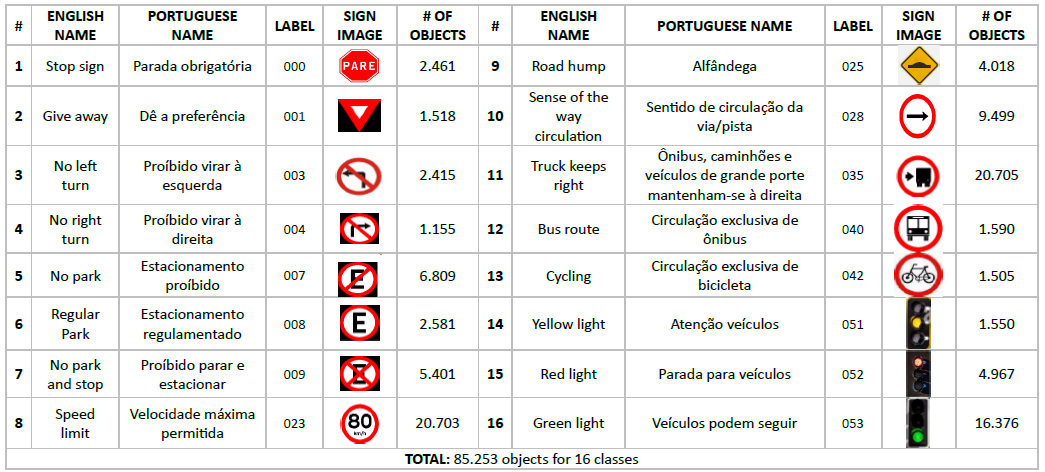 # ENGLISH NAME PORTUGUESE NAME LABEL SIGN IMAGE # OF OBJECTS # ENGLISH NAME PORTUGUESE NAME LABEL SIGN IMAGE # OF OBJECTS
1 Stop sign Parada obrigatória 000 PARE 2.461 9 Road hump Alfândega 025 4.018
2 Give away Dê a preferência 001 1.518 10 Sense of the way circulation Sentido de circulação da via/pista 028 9.499
3 No left turn Proíbido virar à esquerda 003 2.415 11 Truck keeps right Ônibus, caminhões e veículos de grande porte mantenham-se à direita 035 20.705
4 No right turn Proíbido virar à direita 004 1.155 12 Bus route Circulação exclusiva de ônibus 040 1.590
5 No park Estacionamento proíbido 007 E 6.809 13 Cycling Circulação exclusiva de bicicleta 042 1.505
6 Regular Park Estacionamento regulamentado 008 E 2.581 14 Yellow light Atenção veículos 051 1.550
7 No park and stop Proíbido parar e estacionar 009 E 5.401 15 Red light Parada para veículos 052 4.967
8 Speed limit Velocidade máxima permitida 023 80 km/h 20.703 16 Green light Veículos podem seguir 053 16.376
TOTAL: 85.253 objects for 16 classes